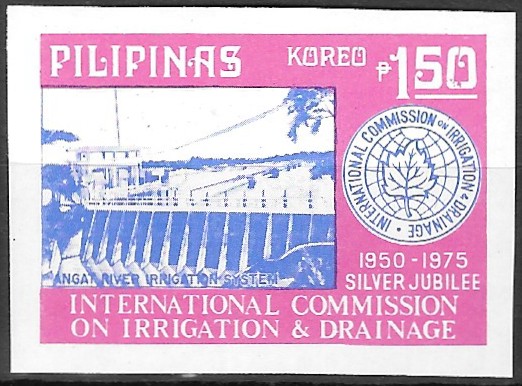 PILIPINAS KOREO ₱1.50
INTERNATIONAL COMMISSION ON IRRIGATION & DRAINAGE •
ANGAT RIVER IRRIGATION SYSTEM
1950 - 1975
SILVER JUBILEE
INTERNATIONAL COMMISSION
ON IRRIGATION & DRAINAGE